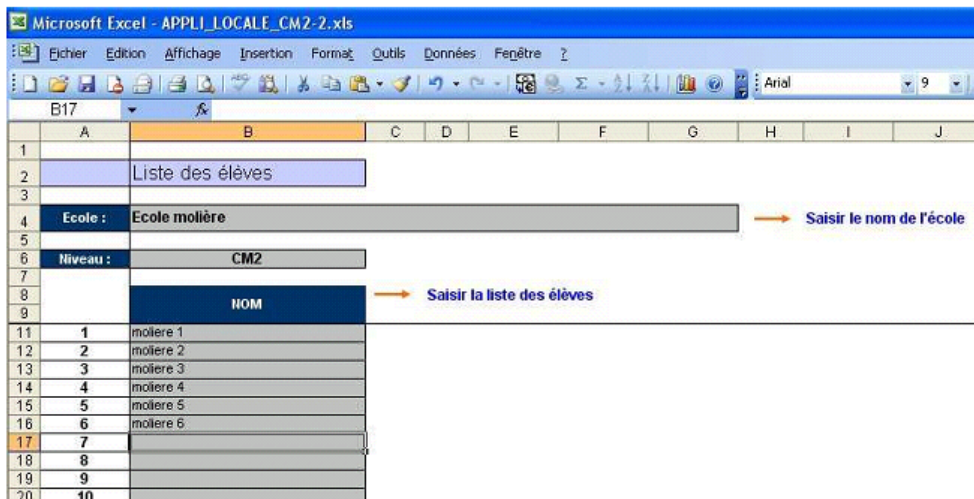 Microsoft Excel - APPLI_LOCALE_CM2-2.xls
Fichier Edition Affichage Insertion Format Outils Données Fenêtre ?
Arial 9
B17 fx
A B C D E F G H I J
1
2 Liste des élèves
3
4 Ecole : Ecole molière Saisir le nom de l'école
5
6 Niveau : CM2
7
8 Saisir la liste des élèves
NOM
9
11 1 moliere 1
12 2 moliere 2
13 3 moliere 3
14 4 moliere 4
15 5 moliere 5
16 6 moliere 6
17 7
18 8
19 9
20 10